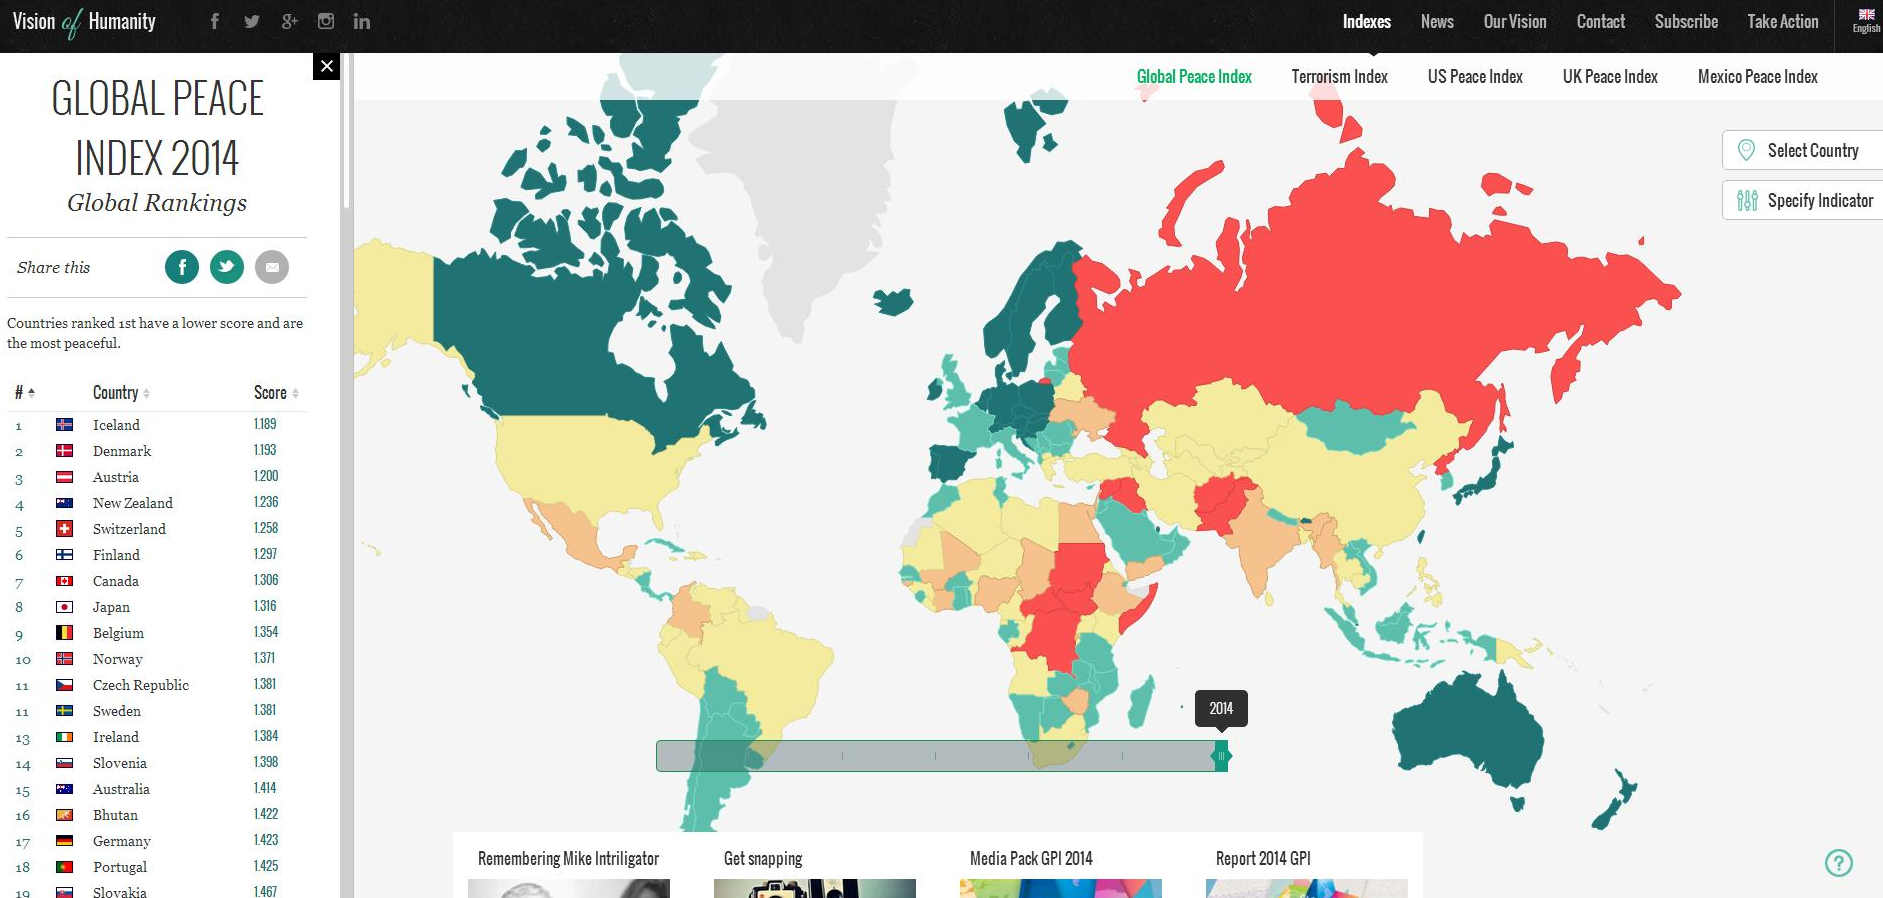 Vision of Humanity
Indexes News Our Vision Contact Subscribe Take Action English
Global Peace Index Terrorism Index US Peace Index UK Peace Index Mexico Peace Index
GLOBAL PEACE
INDEX 2014
Global Rankings
Share this
Countries ranked 1st have a lower score and are
the most peaceful.
# Country Score
1 Iceland 1.189
2 Denmark 1.193
3 Austria 1.200
4 New Zealand 1.236
5 Switzerland 1.258
6 Finland 1.297
7 Canada 1.306
8 Japan 1.316
9 Belgium 1.354
10 Norway 1.371
11 Czech Republic 1.381
11 Sweden 1.381
13 Ireland 1.384
14 Slovenia 1.398
15 Australia 1.414
16 Bhutan 1.422
17 Germany 1.423
18 Portugal 1.425
19 Slovakia 1.467
Select Country
Specify Indicator
2014
Remembering Mike Intriligator Get snapping Media Pack GPI 2014 Report 2014 GPI
?